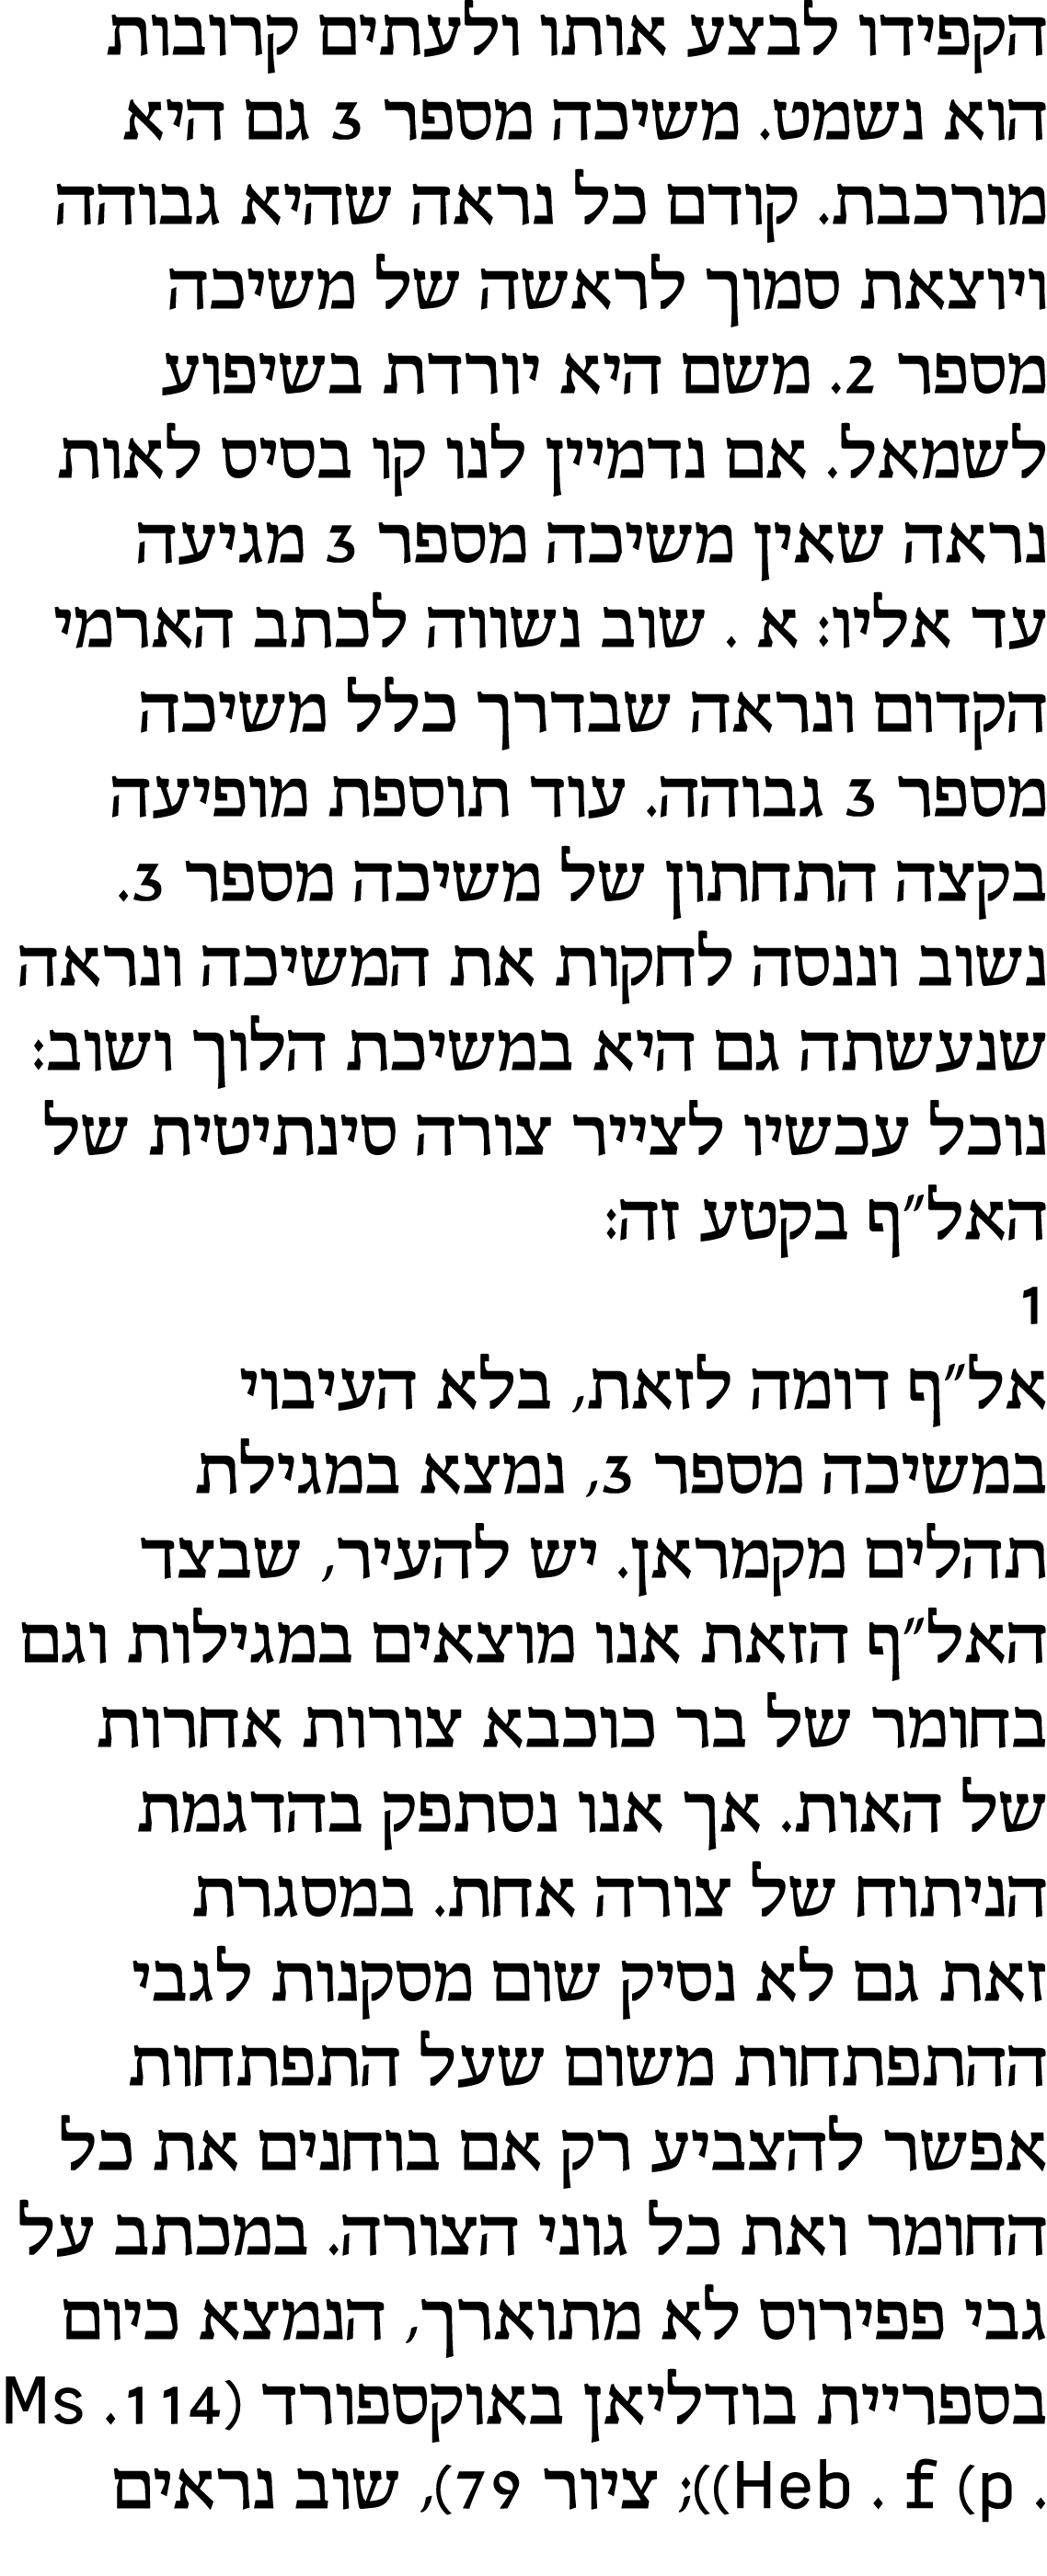 הקפידו לבצע אותו ולעתים קרובות
הוא נשמט. משיכה מספר 3 גם היא
מורכבת. קודם כל נראה שהיא גבוהה
ויוצאת סמוך לראשה של משיכה
מספר 2. משם היא יורדת בשיפוע
לשמאל. אם נדמיין לנו קו בסיס לאות
נראה שאין משיכה מספר 3 מגיעה
עד אליו: א . שוב נשווה לכתב הארמי
הקדום ונראה שבדרך כלל משיכה
מספר 3 גבוהה. עוד תוספת מופיעה
בקצה התחתון של משיכה מספר 3.
נשוב וננסה לחקות את המשיכה ונראה
שנעשתה גם היא במשיכת הלוך ושוב:
נוכל עכשיו לצייר צורה סינתיטית של
האל״ף בקטע זה:
1
אל״ף דומה לזאת, בלא העיבוי
במשיכה מספר 3, נמצא במגילת
תהלים מקמראן. יש להעיר, שבצד
האל״ף הזאת אנו מוצאים במגילות וגם
בחומר של בר כוכבא צורות אחרות
של האות. אך אנו נסתפק בהדגמת
הניתוח של צורה אחת. במסגרת
זאת גם לא נסיק שום מסקנות לגבי
ההתפתחות משום שעל התפתחות
אפשר להצביע רק אם בוחנים את כל
החומר ואת כל גוני הצורה. במכתב על
גבי פפירוס לא מתוארך, הנמצא כיום
בספריית בודליאן באוקספורד (114. Ms
. Heb . f (p)); ציור 79), שוב נראים